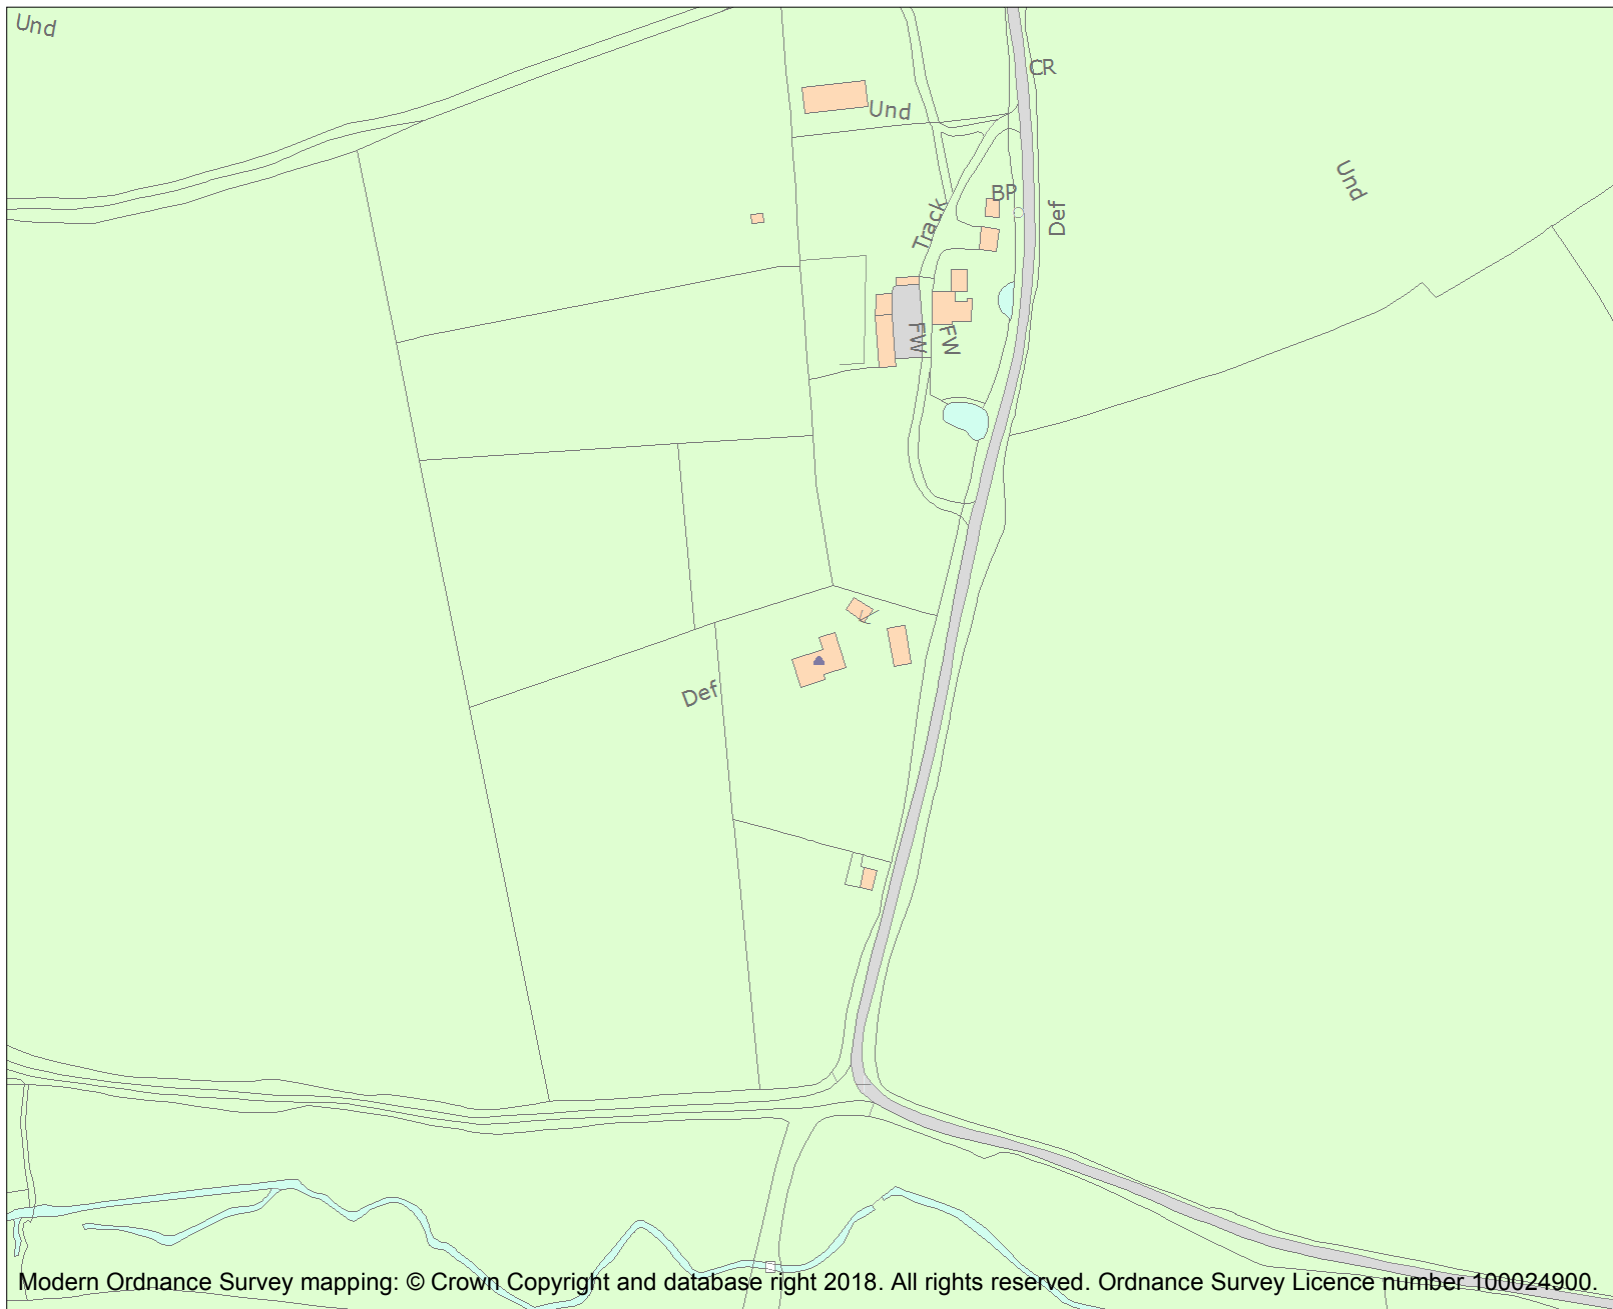 Und
CR
Und
Und
BP
Track
Def
FW
FW
Def
Modern Ordnance Survey mapping: © Crown Copyright and database right 2018. All rights reserved. Ordnance Survey Licence number 100024900.